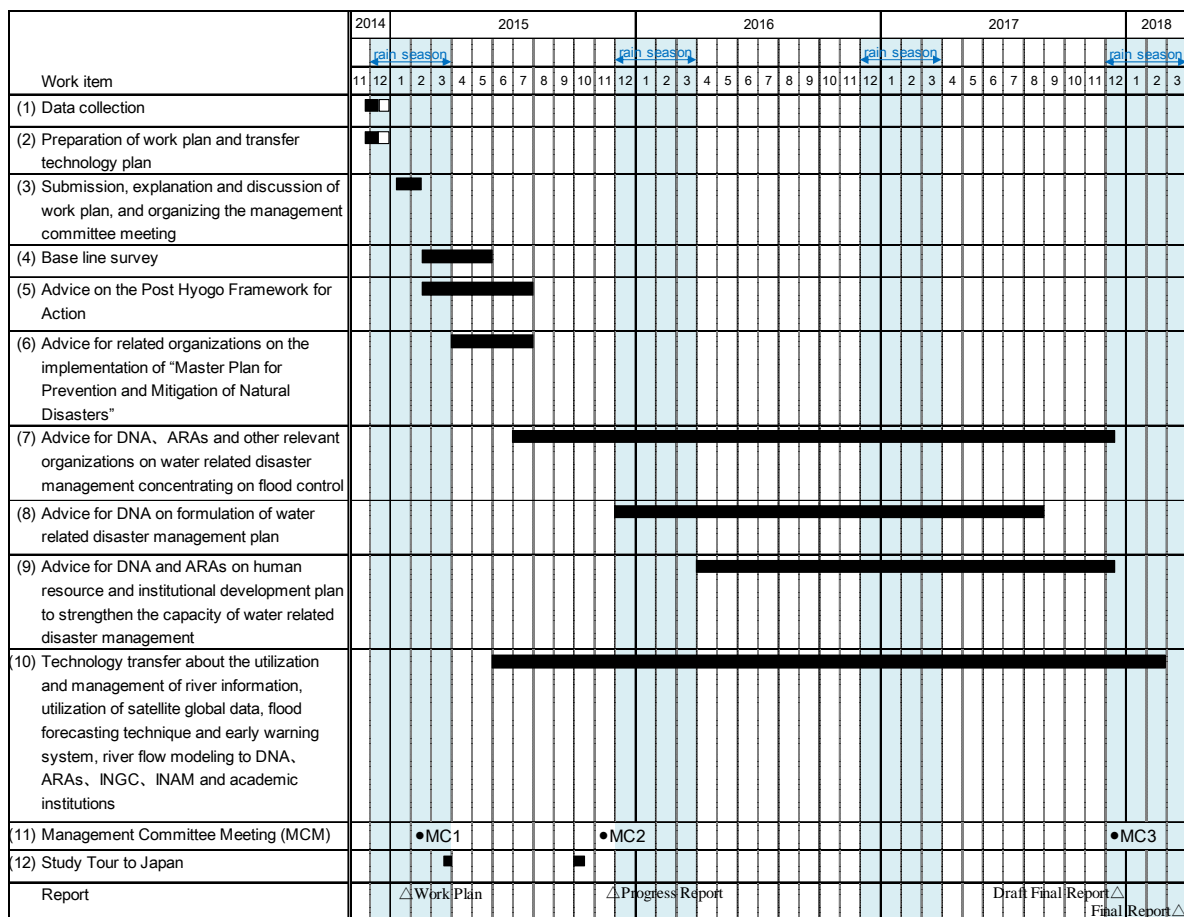 2014 2015 2016 2017 2018
rain season rain season rain season rain season
Work item 11 12 1 2 3 4 5 6 7 8 9 10 11 12 1 2 3 4 5 6 7 8 9 10 11 12 1 2 3 4 5 6 7 8 9 10 11 12 1 2 3
(1) Data collection
(2) Preparation of work plan and transfer
technology plan
(3) Submission, explanation and discussion of
work plan, and organizing the management
committee meeting
(4) Base line survey
(5) Advice on the Post Hyogo Framework for
Action
(6) Advice for related organizations on the
implementation of “Master Plan for
Prevention and Mitigation of Natural
Disasters”
(7) Advice for DNA、ARAs and other relevant
organizations on water related disaster
management concentrating on flood control
(8) Advice for DNA on formulation of water
related disaster management plan
(9) Advice for DNA and ARAs on human
resource and institutional development plan
to strengthen the capacity of water related
disaster management
(10) Technology transfer about the utilization
and management of river information,
utilization of satellite global data, flood
forecasting technique and early warning
system, river flow modeling to DNA、
ARAs、INGC、INAM and academic
institutions
(11) Management Committee Meeting (MCM) ●MC1 ●MC2 ●MC3
(12) Study Tour to Japan
Report △Work Plan △Progress Report Draft Final Report△
Final Report△